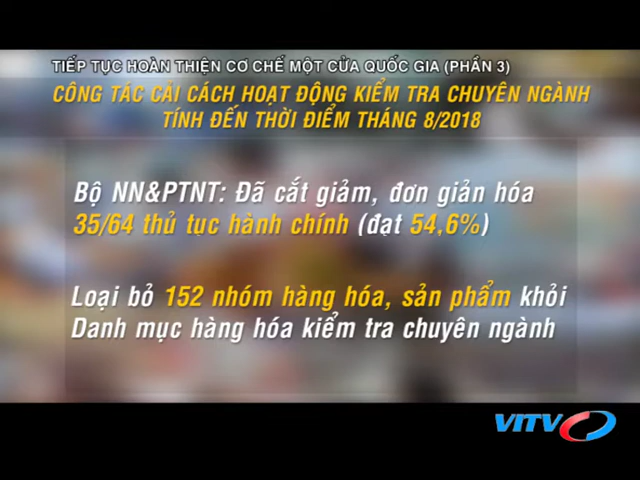 TIẾP TỤC HOÀN THIỆN CƠ CHẾ MỘT CỬA QUỐC GIA (PHẦN 3)
CÔNG TÁC CẢI CÁCH HOẠT ĐỘNG KIỂM TRA CHUYÊN NGÀNH
TÍNH ĐẾN THỜI ĐIỂM THÁNG 8/2018
Bộ NN&PTNT: Đã cắt giảm, đơn giản hóa
35/64 thủ tục hành chính (đạt 54,6%)
Loại bỏ 152 nhóm hàng hóa, sản phẩm khỏi
Danh mục hàng hóa kiểm tra chuyên ngành
VITV